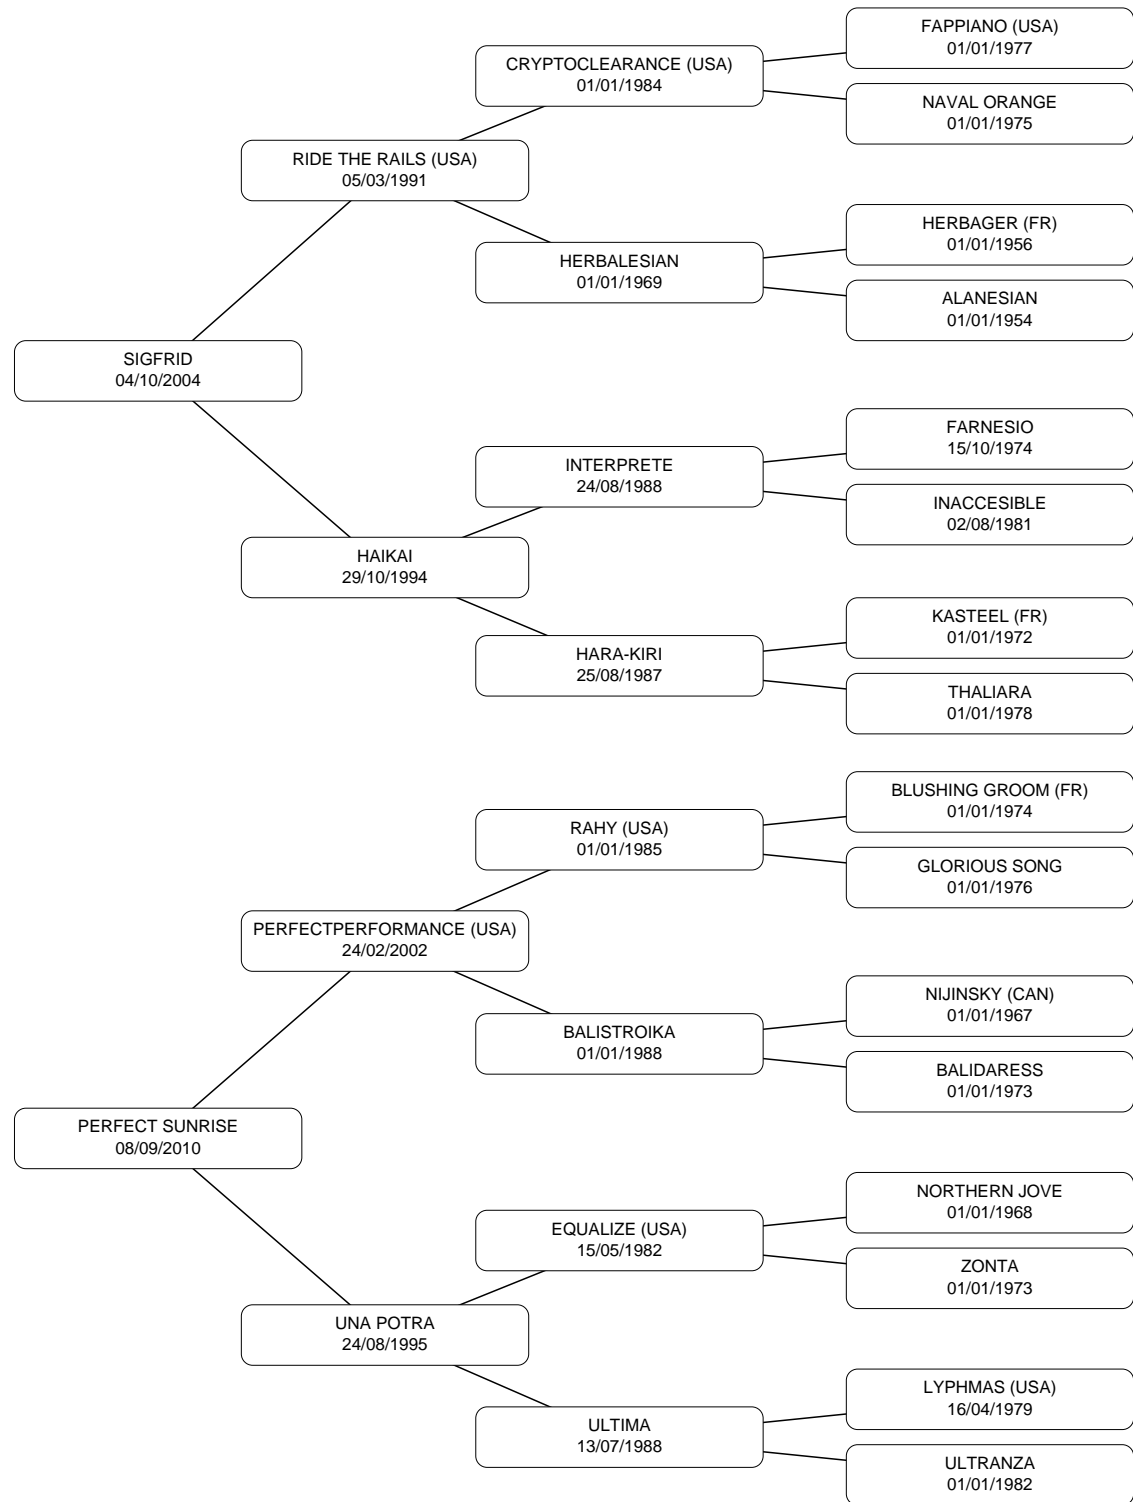 FAPPIANO (USA)
01/01/1977
CRYPTOCLEARANCE (USA)
01/01/1984
NAVAL ORANGE
01/01/1975
RIDE THE RAILS (USA)
05/03/1991
HERBAGER (FR)
01/01/1956
HERBALESIAN
01/01/1969
ALANESIAN
01/01/1954
SIGFRID
04/10/2004
FARNESIO
15/10/1974
INTERPRETE
24/08/1988
INACCESIBLE
02/08/1981
HAIKAI
29/10/1994
KASTEEL (FR)
01/01/1972
HARA-KIRI
25/08/1987
THALIARA
01/01/1978
BLUSHING GROOM (FR)
01/01/1974
RAHY (USA)
01/01/1985
GLORIOUS SONG
01/01/1976
PERFECTPERFORMANCE (USA)
24/02/2002
NIJINSKY (CAN)
01/01/1967
BALISTROIKA
01/01/1988
BALIDARESS
01/01/1973
PERFECT SUNRISE
08/09/2010
NORTHERN JOVE
01/01/1968
EQUALIZE (USA)
15/05/1982
ZONTA
01/01/1973
UNA POTRA
24/08/1995
LYPHMAS (USA)
16/04/1979
ULTIMA
13/07/1988
ULTRANZA
01/01/1982